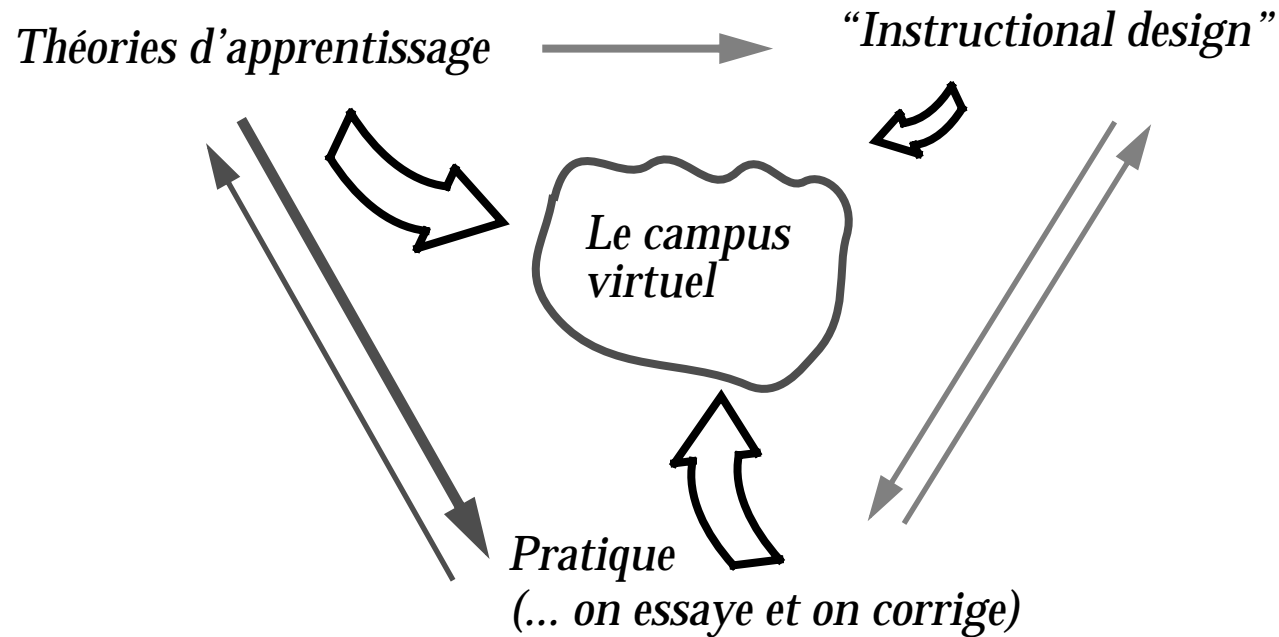 Théories d'apprentissage
“Instructional design”
Le campus
virtuel
Pratique
(... on essaye et on corrige)